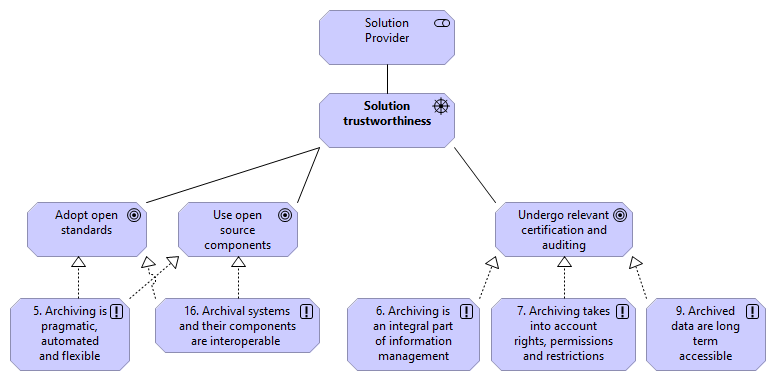 Solution
Provider
Solution
trustworthiness
Adopt open
standards
Use open
source
components
Undergo relevant
certification and
auditing
5. Archiving is
pragmatic,
automated
and flexible
16. Archival systems
and their components
are interoperable
6. Archiving is
an integral part
of information
management
7. Archiving takes
into account
rights, permissions
and restrictions
9. Archived
data are long
term
accessible